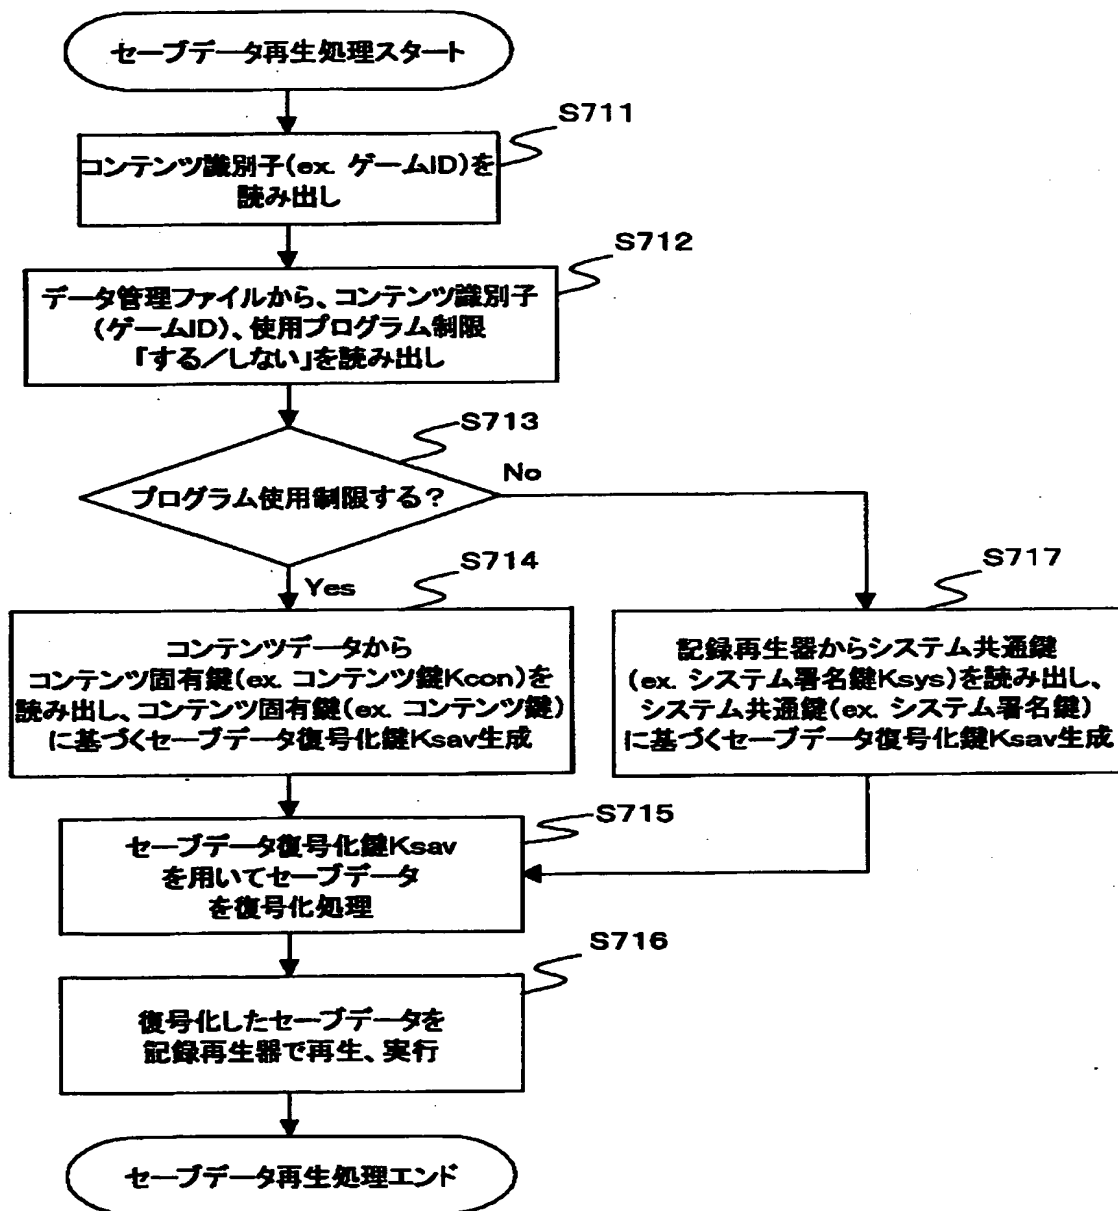 セーブデータ再生処理スタート
S711
コンテンツ識別子(ex. ゲームID)を
読み出し
S712
データ管理ファイルから、コンテンツ識別子
(ゲームID)、使用プログラム制限
「する／しない」を読み出し
S713
プログラム使用制限する?
No
Yes
S714
コンテンツデータから
コンテンツ固有鍵(ex. コンテンツ鍵Kcon)を
読み出し、コンテンツ固有鍵(ex. コンテンツ鍵)
に基づくセーブデータ復号化鍵Ksav生成
S717
記録再生器からシステム共通鍵
(ex. システム署名鍵Ksys)を読み出し、
システム共通鍵(ex. システム署名鍵)
に基づくセーブデータ復号化鍵Ksav生成
S715
セーブデータ復号化鍵Ksav
を用いてセーブデータ
を復号化処理
S716
復号化したセーブデータを
記録再生器で再生、実行
セーブデータ再生処理エンド